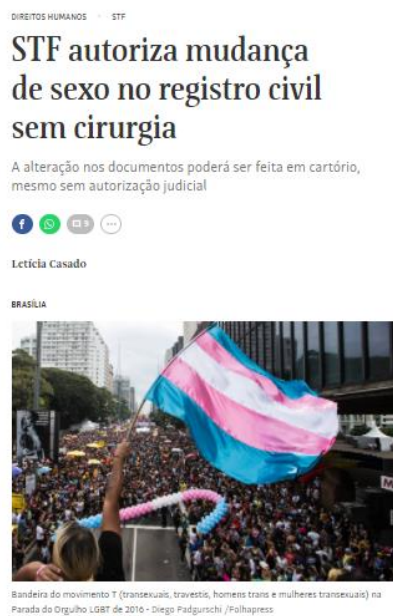 DIREITOS HUMANOS · STF
STF autoriza mudança
de sexo no registro civil
sem cirurgia
A alteração nos documentos poderá ser feita em cartório,
mesmo sem autorização judicial
9
Letícia Casado
BRASÍLIA
M
Bandeira do movimento T (transexuais, travestis, homens trans e mulheres transexuais) na
Parada do Orgulho LGBT de 2016 - Diego Padgurschi /Folhapress